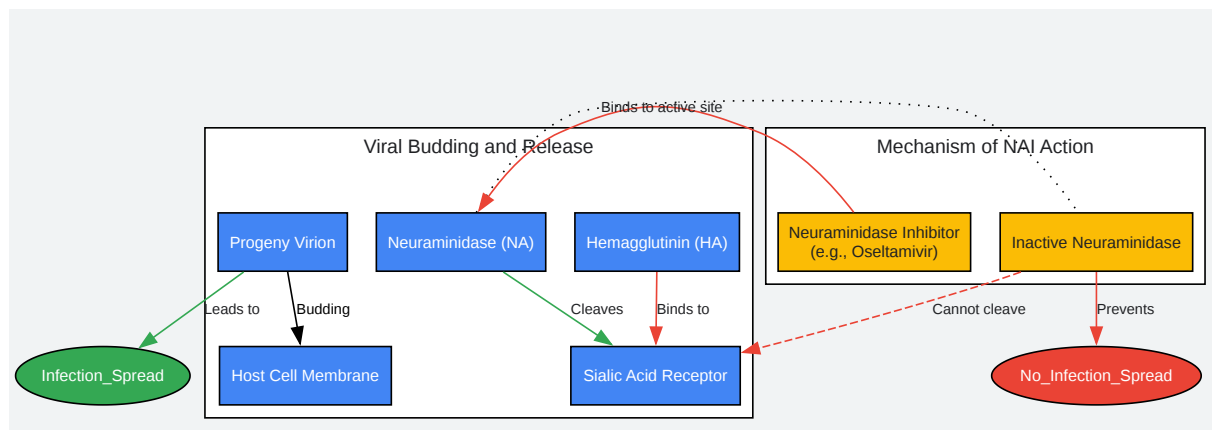 Binds to active site
Viral Budding and Release
Mechanism of NAI Action
Progeny Virion
Neuraminidase (NA)
Hemagglutinin (HA)
Neuraminidase Inhibitor
(e.g., Oseltamivir)
Inactive Neuraminidase
Leads to
Budding
Cleaves
Binds to
Cannot cleave
Prevents
Infection_Spread
Host Cell Membrane
Sialic Acid Receptor
No_Infection_Spread